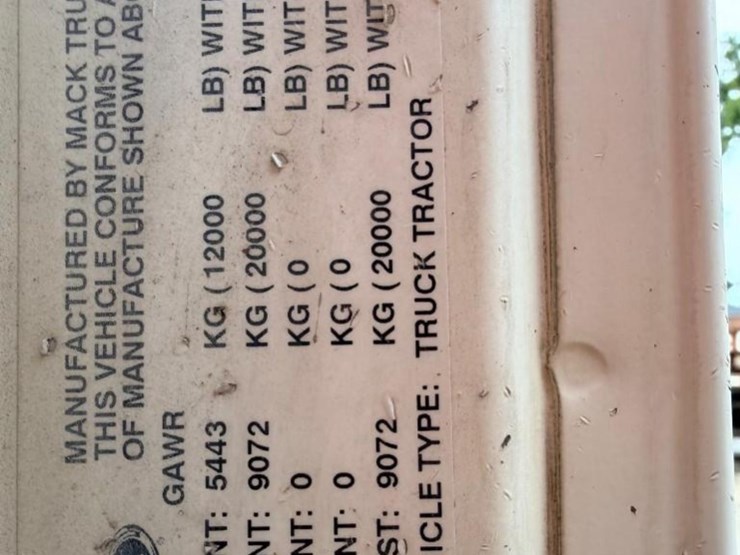 MANUFACTURED BY MACK TRU
THIS VEHICLE CONFORMS TO A
OF MANUFACTURE SHOWN AB
GAWR
NT: 5443 KG (12000 LB) WIT
NT: 9072 KG (20000 LB) WIT
NT: 0 KG (0 LB) WIT
NT: 0 KG (0 LB) WIT
ST: 9072 KG (20000 LB) WIT
ICLE TYPE: TRUCK TRACTOR